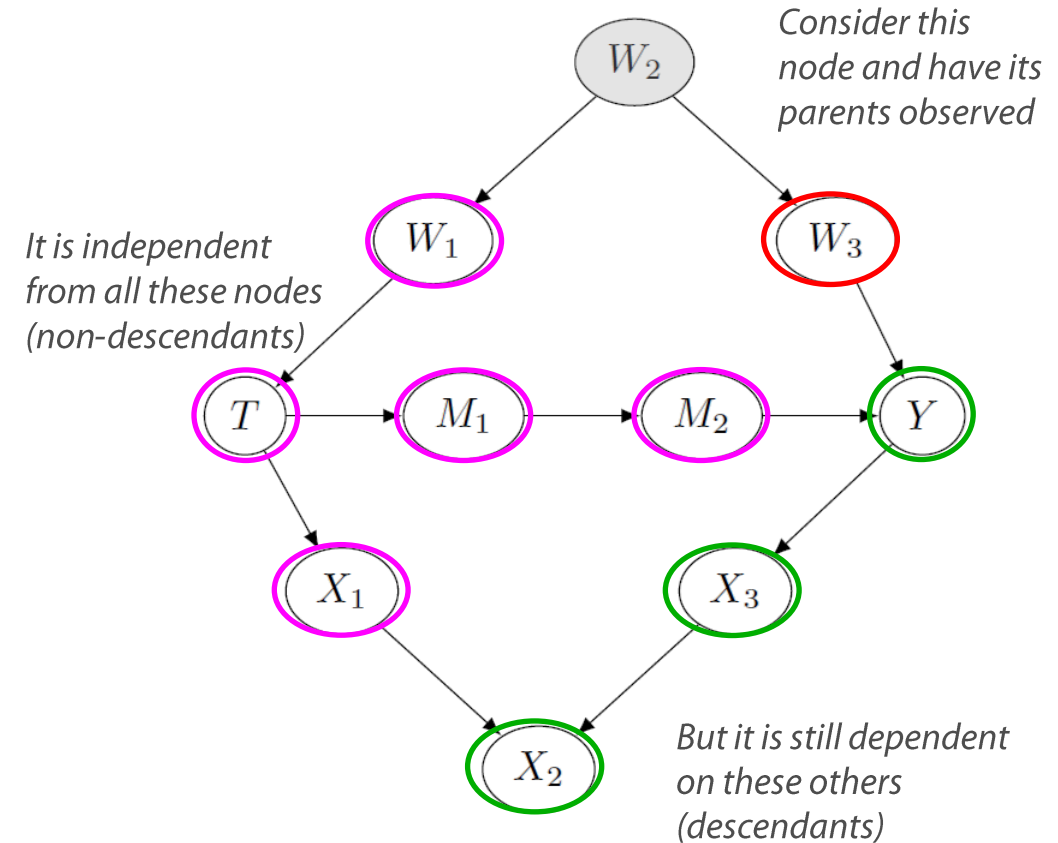 Consider this
node and have its
parents observed
W2
W1
W3
It is independent
from all these nodes
(non-descendants)
T
M1
M2
Y
X1
X3
X2
But it is still dependent
on these others
(descendants)